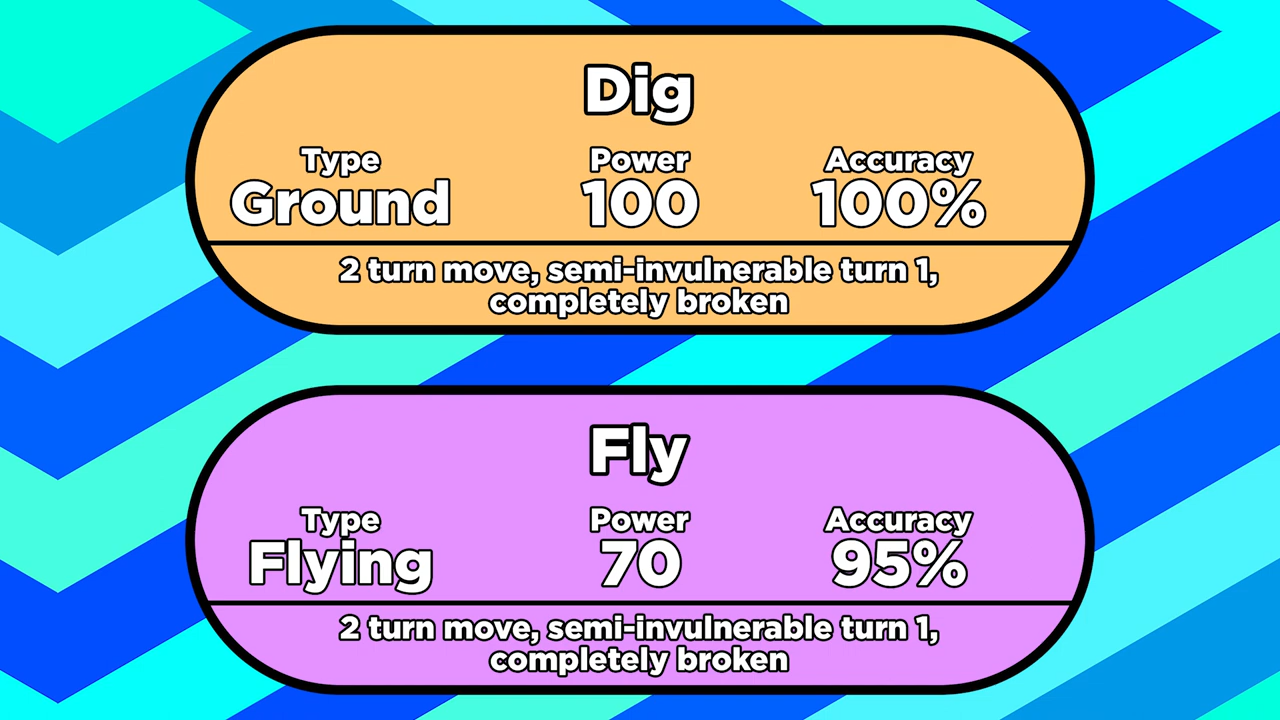 Dig
Type Power Accuracy
Ground 100 100%
2 turn move, semi-invulnerable turn 1,
completely broken
Fly
Type Power Accuracy
Flying 70 95%
2 turn move, semi-invulnerable turn 1,
completely broken